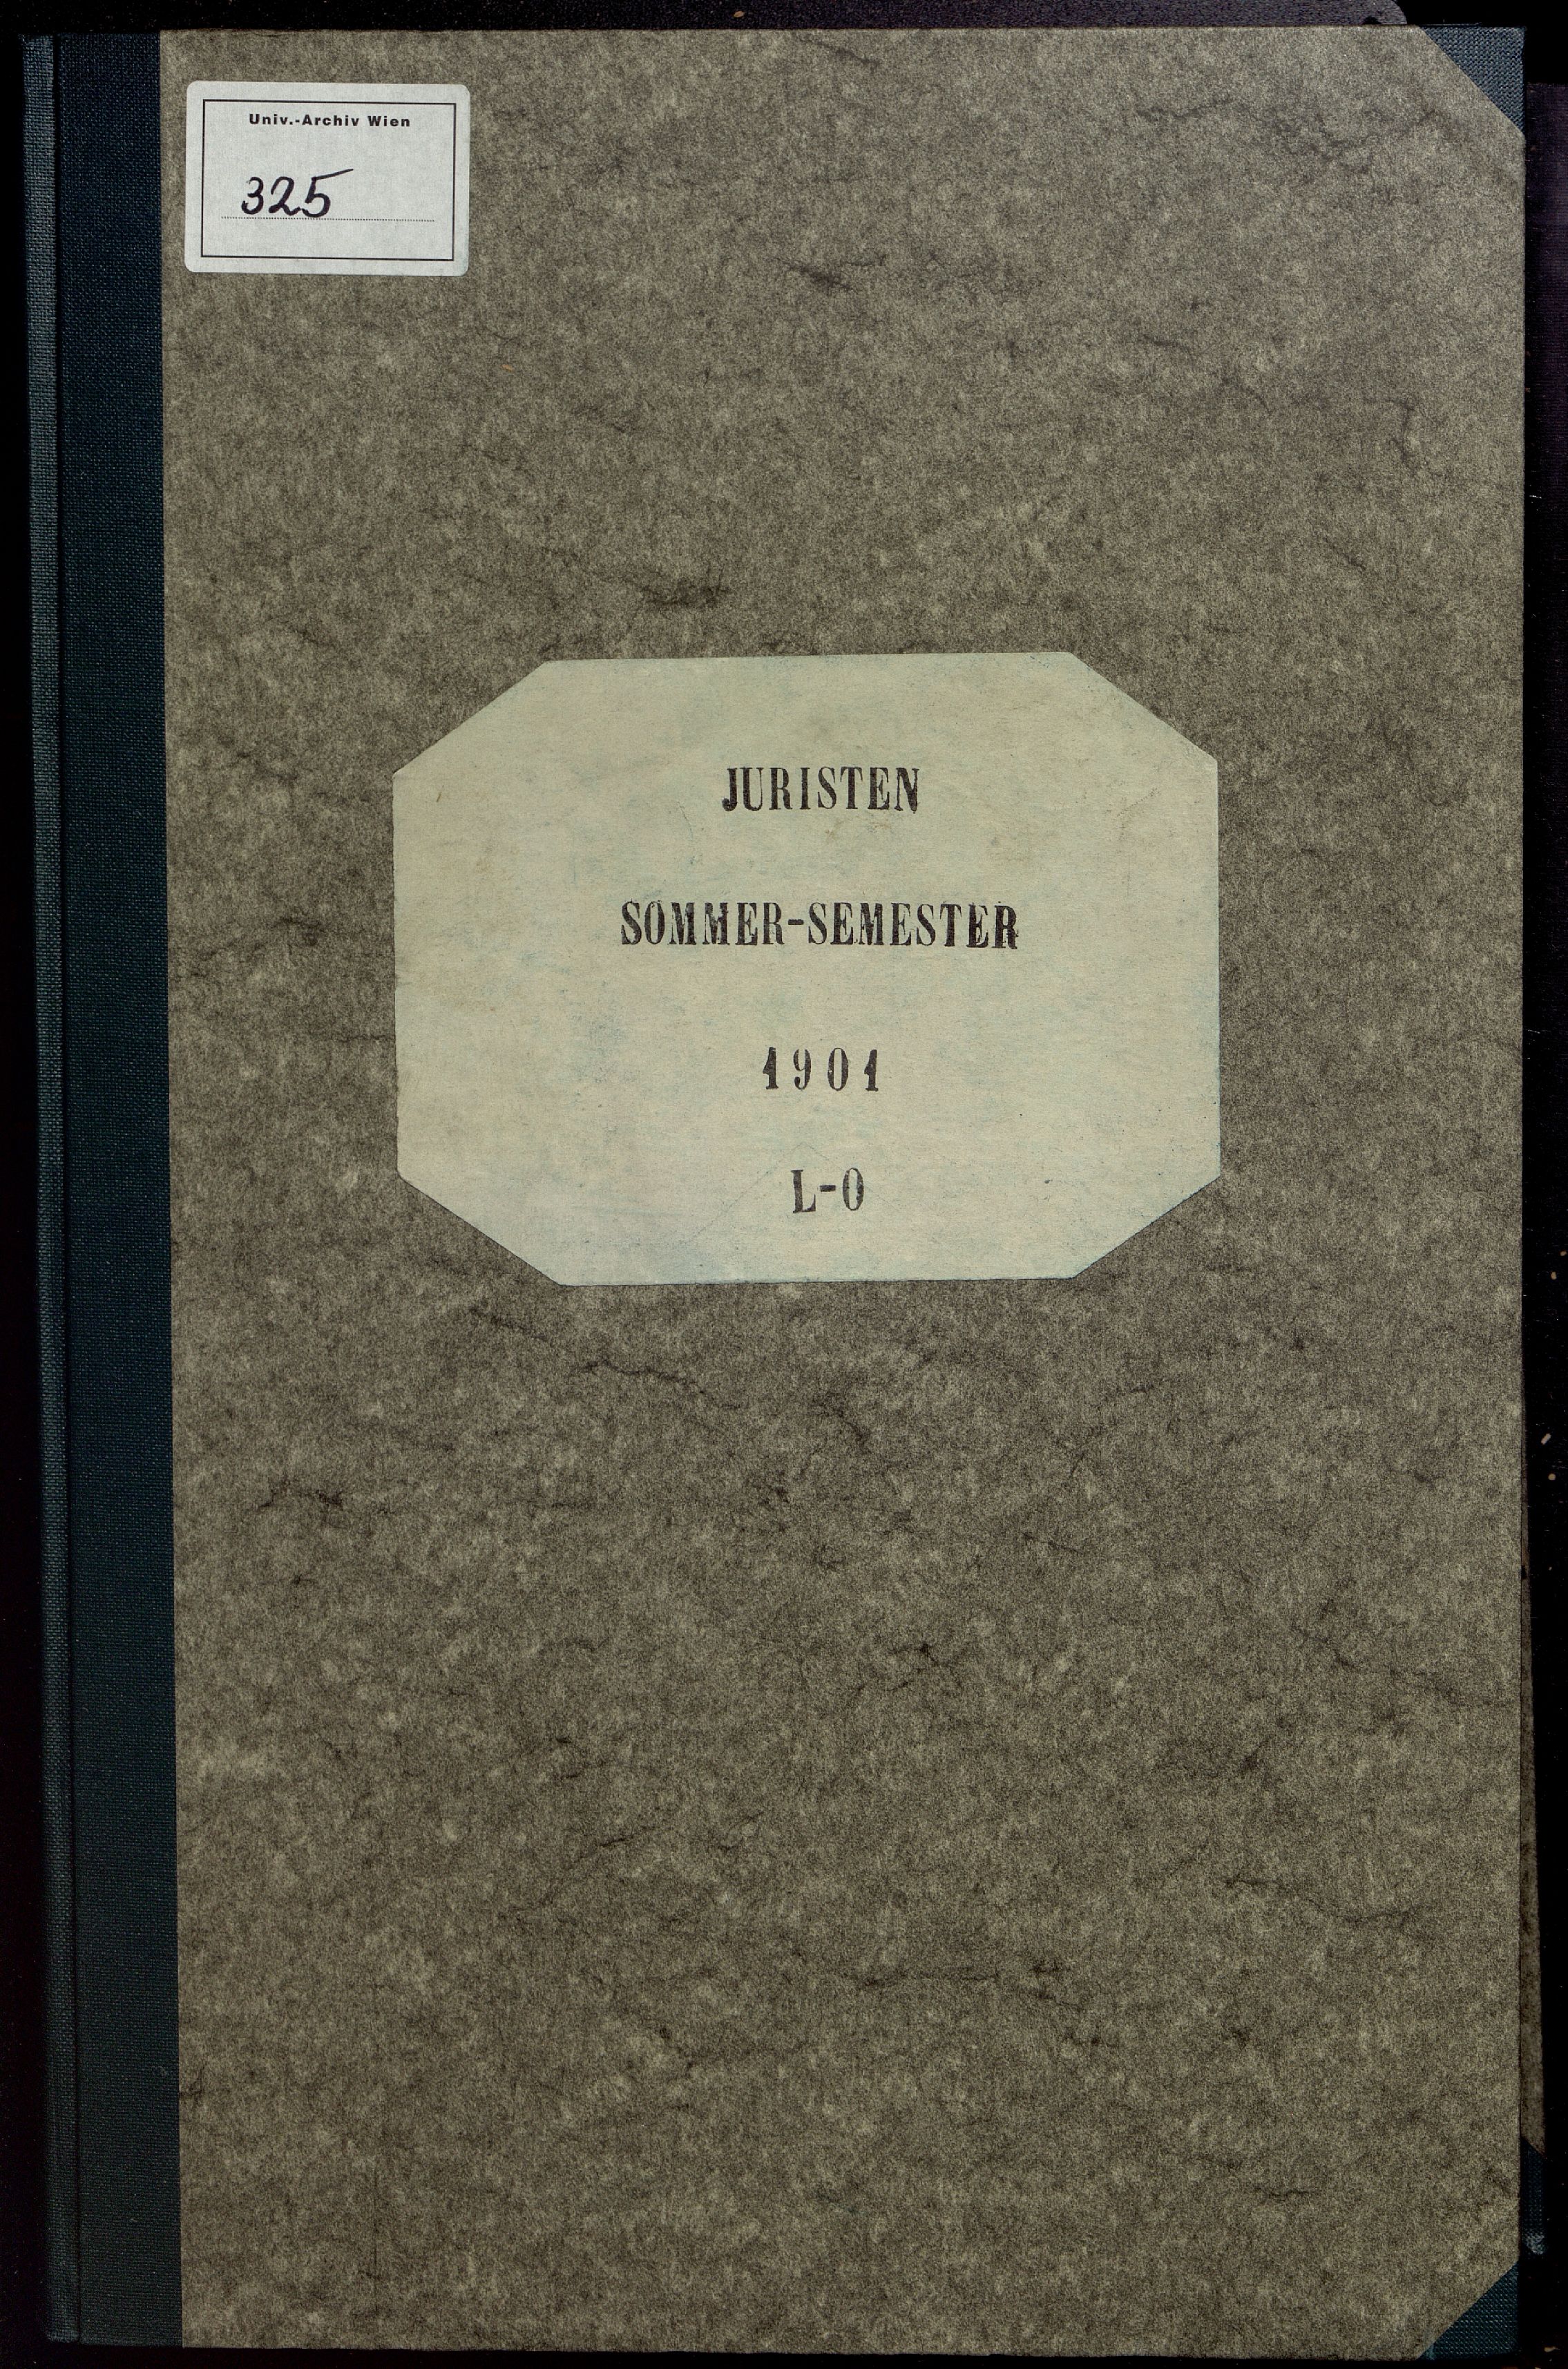 Univ.-Archiv Wien
325
JURISTEN
SOMMER-SEMESTER
1901
L-O